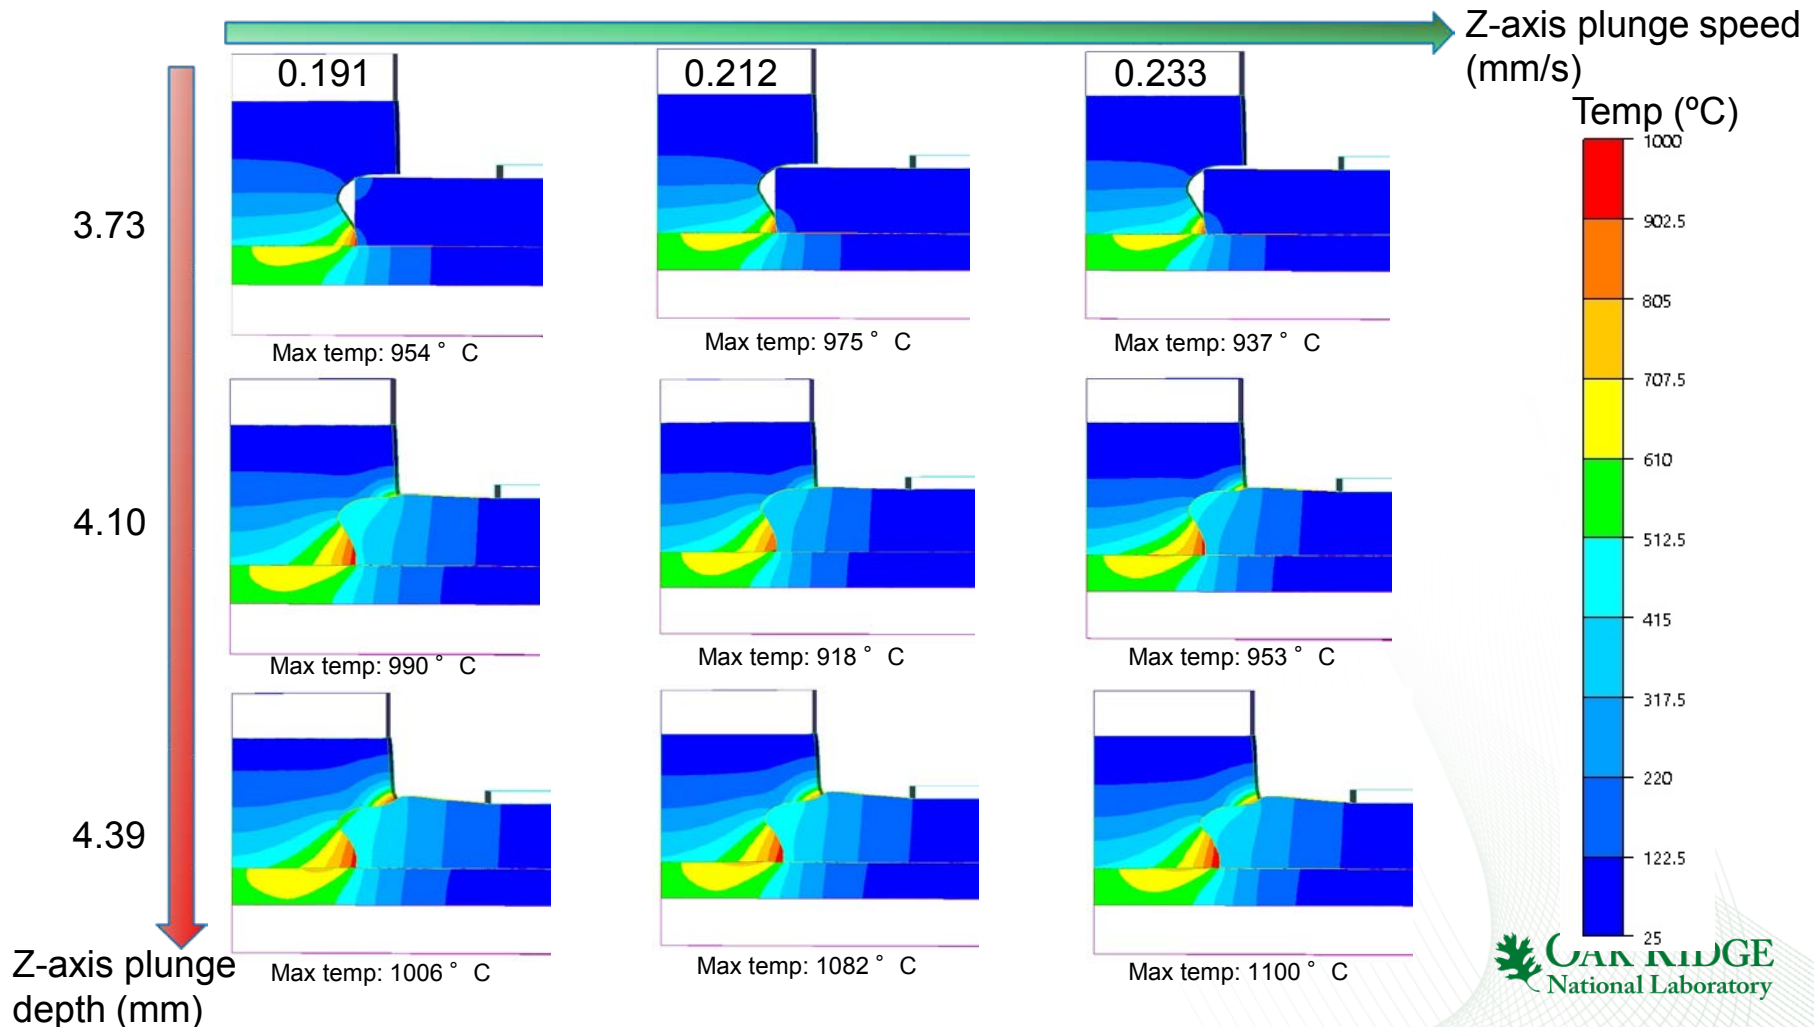 Z-axis plunge speed
(mm/s)
0.191
0.212
0.233
Temp (ºC)
1000
902.5
805
707.5
610
512.5
415
317.5
220
122.5
25
3.73
Max temp: 954 ° C
Max temp: 975 ° C
Max temp: 937 ° C
4.10
Max temp: 990 ° C
Max temp: 918 ° C
Max temp: 953 ° C
4.39
Max temp: 1006 ° C
Max temp: 1082 ° C
Max temp: 1100 ° C
Z-axis plunge
depth (mm)
OAK RIDGE
National Laboratory